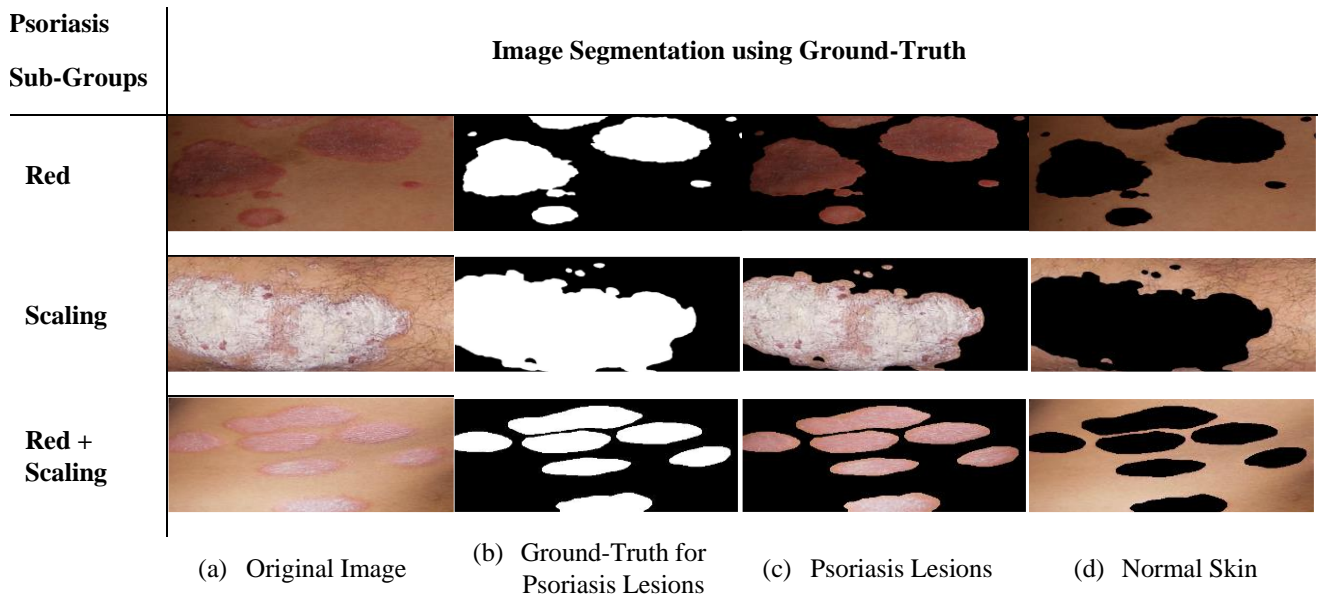 Psoriasis
Sub-Groups
Image Segmentation using Ground-Truth
Red
Scaling
Red +
Scaling
(a) Original Image
(b) Ground-Truth for
Psoriasis Lesions
(c) Psoriasis Lesions
(d) Normal Skin